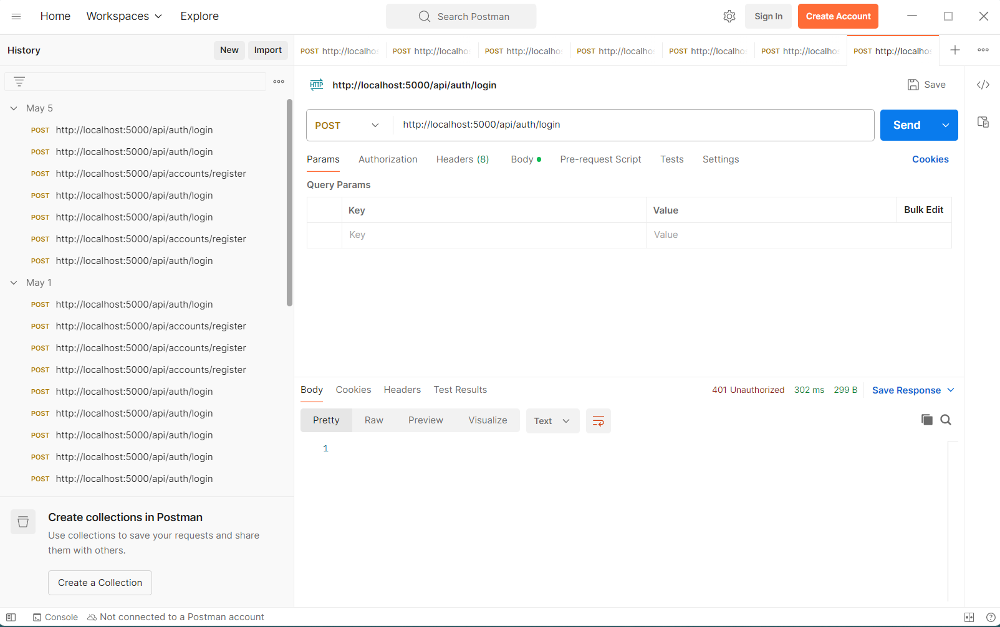 Home Workspaces Explore Search Postman Sign In Create Account
History New Import
POST http://localhos POST http://localhos POST http://localhos POST http://localhos POST http://localhos POST http://localhos POST http://localhos
HTTP http://localhost:5000/api/auth/login Save
May 5
POST http://localhost:5000/api/auth/login
POST http://localhost:5000/api/auth/login
POST http://localhost:5000/api/accounts/register
POST http://localhost:5000/api/auth/login
POST http://localhost:5000/api/auth/login
POST http://localhost:5000/api/accounts/register
POST http://localhost:5000/api/auth/login
May 1
POST http://localhost:5000/api/auth/login
POST http://localhost:5000/api/accounts/register
POST http://localhost:5000/api/accounts/register
POST http://localhost:5000/api/accounts/register
POST http://localhost:5000/api/auth/login
POST http://localhost:5000/api/auth/login
POST http://localhost:5000/api/auth/login
POST http://localhost:5000/api/auth/login
POST http://localhost:5000/api/auth/login
Create collections in Postman
Use collections to save your requests and share
them with others.
Create a Collection
POST http://localhost:5000/api/auth/login Send
Params Authorization Headers (8) Body Pre-request Script Tests Settings Cookies
Query Params
Key Value Bulk Edit
Key Value
Body Cookies Headers Test Results 401 Unauthorized 302 ms 299 B Save Response
Pretty Raw Preview Visualize Text
1
Console Not connected to a Postman account